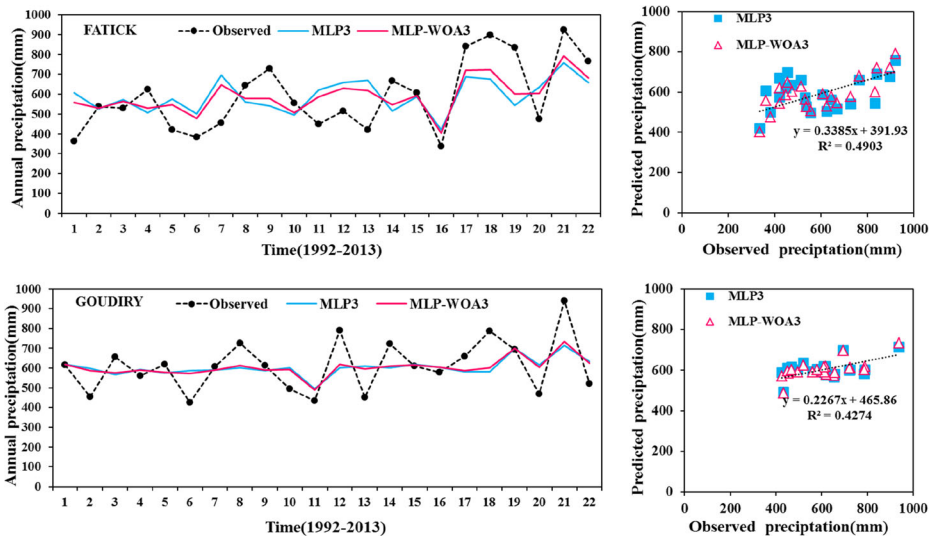 FATICK
Observed
MLP3
MLP-WOA3
Annual preciptation(mm)
1000
900
800
700
600
500
400
300
200
100
0
1 2 3 4 5 6 7 8 9 10 11 12 13 14 15 16 17 18 19 20 21 22
Time(1992-2013)
MLP3
MLP-WOA3
Predicted preciptation(mm)
1000
800
600
400
200
0
y = 0.3385x + 391.93
R² = 0.4903
0 200 400 600 800 1000
Observed preciptation(mm)
GOUDIRY
Observed
MLP3
MLP-WOA3
Annual preciptation(mm)
1000
900
800
700
600
500
400
300
200
100
0
1 2 3 4 5 6 7 8 9 10 11 12 13 14 15 16 17 18 19 20 21 22
Time(1992-2013)
MLP3
MLP-WOA3
Predicted preciptation(mm)
1000
800
600
400
200
0
y = 0.2267x + 465.86
R² = 0.4274
0 200 400 600 800 1000
Observed preciptation(mm)